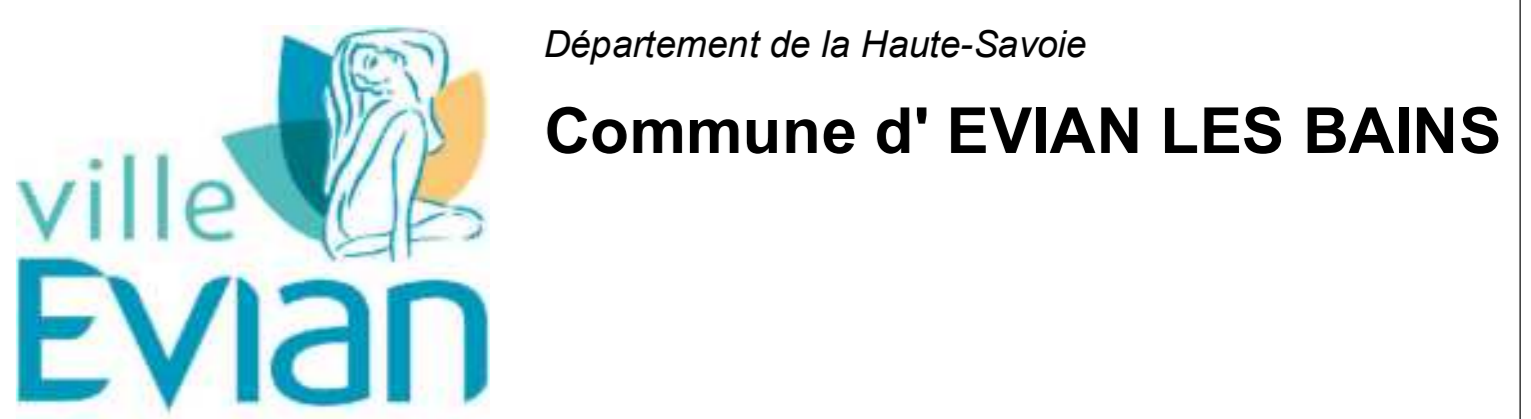 ville
Evian
Département de la Haute-Savoie
Commune d' EVIAN LES BAINS